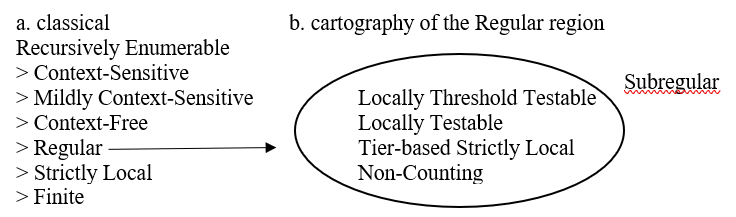 a. classical
Recursively Enumerable
> Context-Sensitive
> Mildly Context-Sensitive
> Context-Free
> Regular
> Strictly Local
> Finite
b. cartography of the Regular region
Locally Threshold Testable
Locally Testable
Tier-based Strictly Local
Non-Counting
Subregular